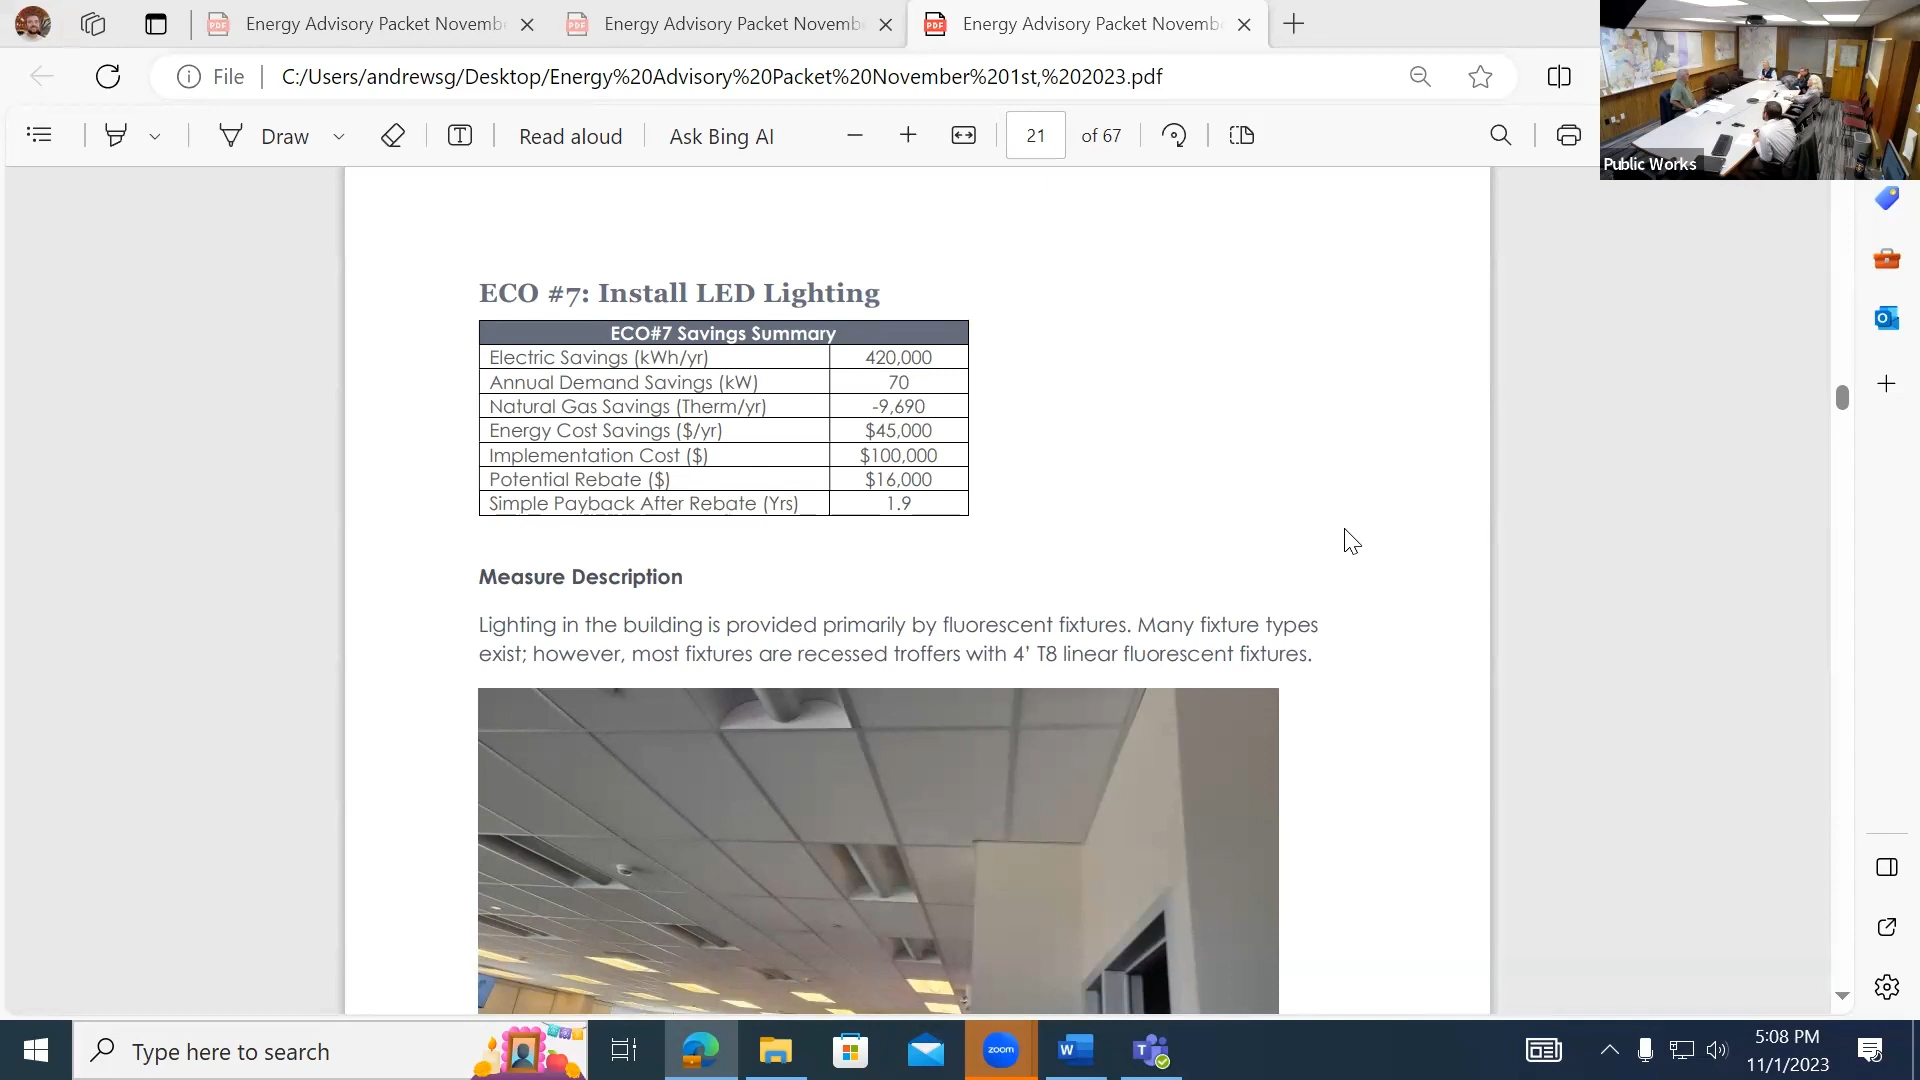 Energy Advisory Packet Novembe
Energy Advisory Packet Novemb
Energy Advisory Packet Novemb
File
C:/Users/andrewsg/Desktop/Energy%20Advisory%20Packet%20November%201st,%202023.pdf
Draw
Read aloud
Ask Bing AI
21
of 67
Public Works
ECO #7: Install LED Lighting
ECO#7 Savings Summary
Electric Savings (kWh/yr) 420,000
Annual Demand Savings (kW) 70
Natural Gas Savings (Therm/yr) -9,690
Energy Cost Savings ($/yr) $45,000
Implementation Cost ($) $100,000
Potential Rebate ($) $16,000
Simple Payback After Rebate (Yrs) 1.9
Measure Description
Lighting in the building is provided primarily by fluorescent fixtures. Many fixture types
exist; however, most fixtures are recessed troffers with 4’ T8 linear fluorescent fixtures.
Type here to search
zoom
5:08 PM
11/1/2023